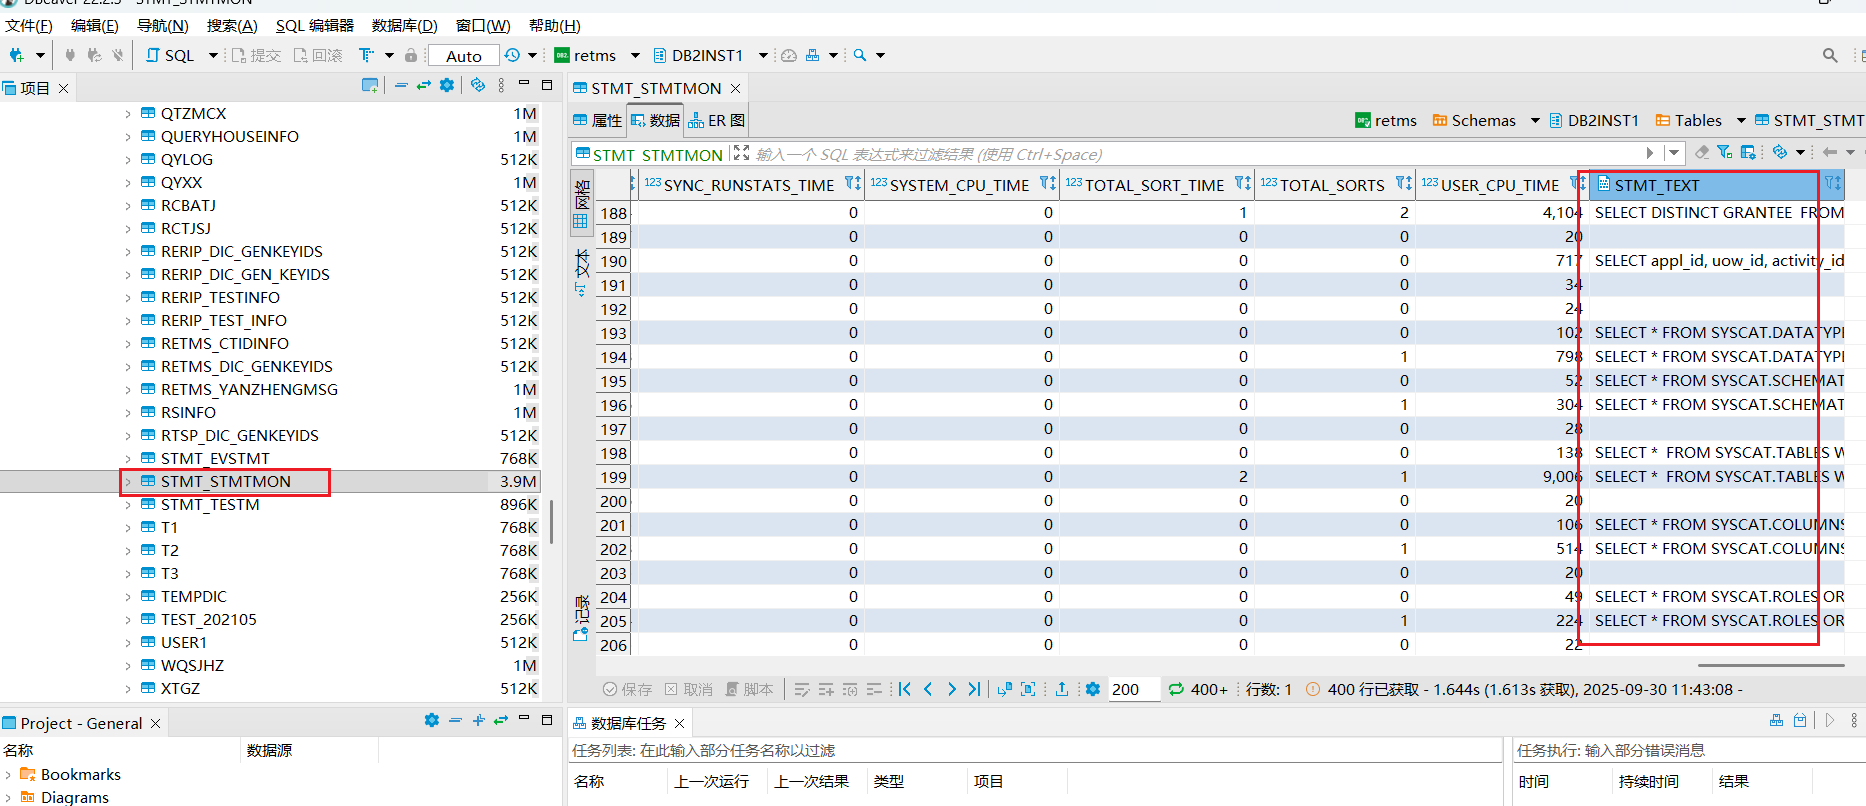 DBeaver 22.2.5 - STMT_STMTMON
文件(F) 编辑(E) 导航(N) 搜索(A) SQL 编辑器 数据库(D) 窗口(W) 帮助(H)
SQL 提交 回滚 Auto retms DB2INST1
项目
QTZMCX 1M
QUERYHOUSEINFO 1M
QYLOG 512K
QYXX 1M
RCBATJ 512K
RCTJSJ 512K
RERIP_DIC_GENKEYIDS 512K
RERIP_DIC_GEN_KEYIDS 512K
RERIP_TESTINFO 512K
RERIP_TEST_INFO 512K
RETMS_CTIDINFO 512K
RETMS_DIC_GENKEYIDS 512K
RETMS_YANZHENGMSG 1M
RSINFO 1M
RTSP_DIC_GENKEYIDS 512K
STMT_EVSTMT 768K
STMT_STMTMON 3.9M
STMT_TESTM 896K
T1 768K
T2 768K
T3 768K
TEMPDIC 256K
TEST_202105 256K
USER1 512K
WQSJHZ 1M
XTGZ 512K
STMT_STMTMON
属性 数据 ER 图
retms Schemas DB2INST1 Tables STMT_STMT
STMT_STMTMON 输入一个 SQL 表达式来过滤结果 (使用 Ctrl+Space)
网格
文本
记录
123 SYNC_RUNSTATS_TIME 123 SYSTEM_CPU_TIME 123 TOTAL_SORT_TIME 123 TOTAL_SORTS 123 USER_CPU_TIME STMT_TEXT
188 0 0 1 2 4,104 SELECT DISTINCT GRANTEE FROM
189 0 0 0 0 20
190 0 0 0 0 717 SELECT appl_id, uow_id, activity_id
191 0 0 0 0 34
192 0 0 0 0 24
193 0 0 0 0 102 SELECT * FROM SYSCAT.DATATYPE
194 0 0 0 1 798 SELECT * FROM SYSCAT.DATATYPE
195 0 0 0 0 52 SELECT * FROM SYSCAT.SCHEMAT
196 0 0 0 1 304 SELECT * FROM SYSCAT.SCHEMAT
197 0 0 0 0 28
198 0 0 0 0 138 SELECT * FROM SYSCAT.TABLES W
199 0 0 2 1 9,006 SELECT * FROM SYSCAT.TABLES W
200 0 0 0 0 20
201 0 0 0 0 106 SELECT * FROM SYSCAT.COLUMNS
202 0 0 0 1 514 SELECT * FROM SYSCAT.COLUMNS
203 0 0 0 0 20
204 0 0 0 0 49 SELECT * FROM SYSCAT.ROLES OR
205 0 0 0 1 224 SELECT * FROM SYSCAT.ROLES OR
206 0 0 0 0 22
保存 取消 脚本 200 400+ 行数: 1 400 行已获取 - 1.644s (1.613s 获取), 2025-09-30 11:43:08 -
Project - General
名称 数据源
Bookmarks
Diagrams
数据库任务
任务列表: 在此输入部分任务名称以过滤
名称 上一次运行 上一次结果 类型 项目
任务执行: 输入部分错误消息
时间 持续时间 结果